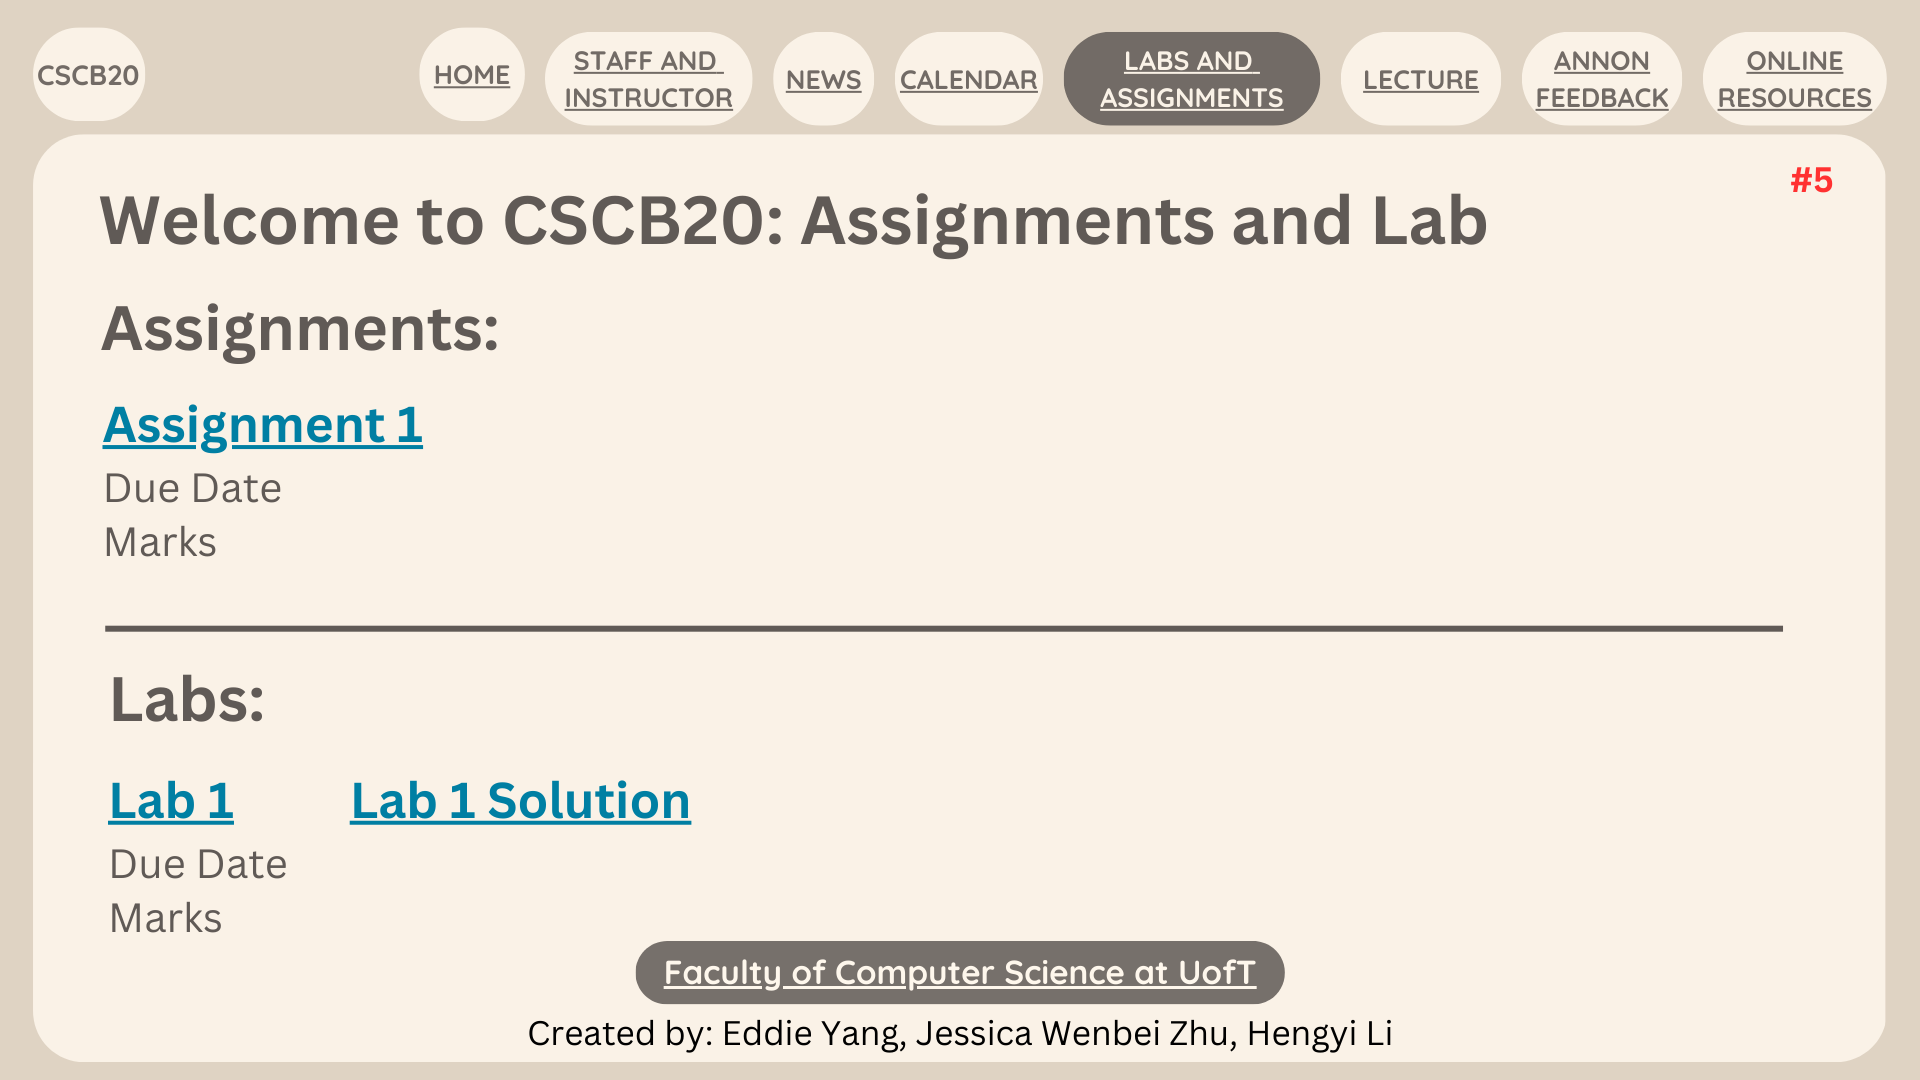 CSCB20
HOME
STAFF AND
INSTRUCTOR
NEWS
CALENDAR
LABS AND
ASSIGNMENTS
LECTURE
ANNON
FEEDBACK
ONLINE
RESOURCES
#5
Welcome to CSCB20: Assignments and Lab
Assignments:
Assignment 1
Due Date
Marks
Labs:
Lab 1 Lab 1 Solution
Due Date
Marks
Faculty of Computer Science at UofT
Created by: Eddie Yang, Jessica Wenbei Zhu, Hengyi Li